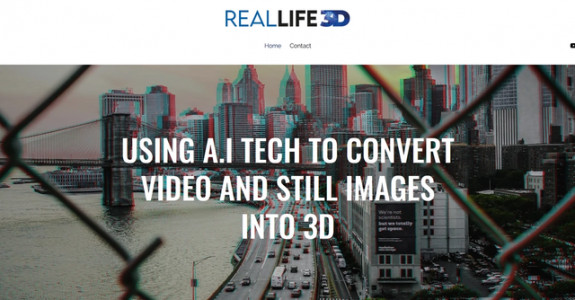 REALLIFE3D
Home Contact
USING A.I TECH TO CONVERT
VIDEO AND STILL IMAGES
INTO 3D
We're not
scientists,
but we totally
get space.